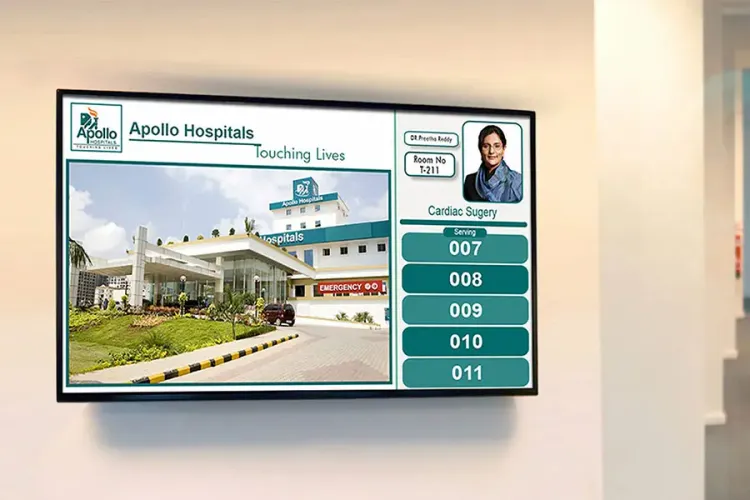 Apollo
HOSPITALS
TOUCHING LIVES
Apollo Hospitals
Touching Lives
Apollo Hospitals
Hospitals
EMERGENCY
DR.Preetha Reddy
Room No
T-211
Cardiac Sugery
Serving
007
008
009
010
011